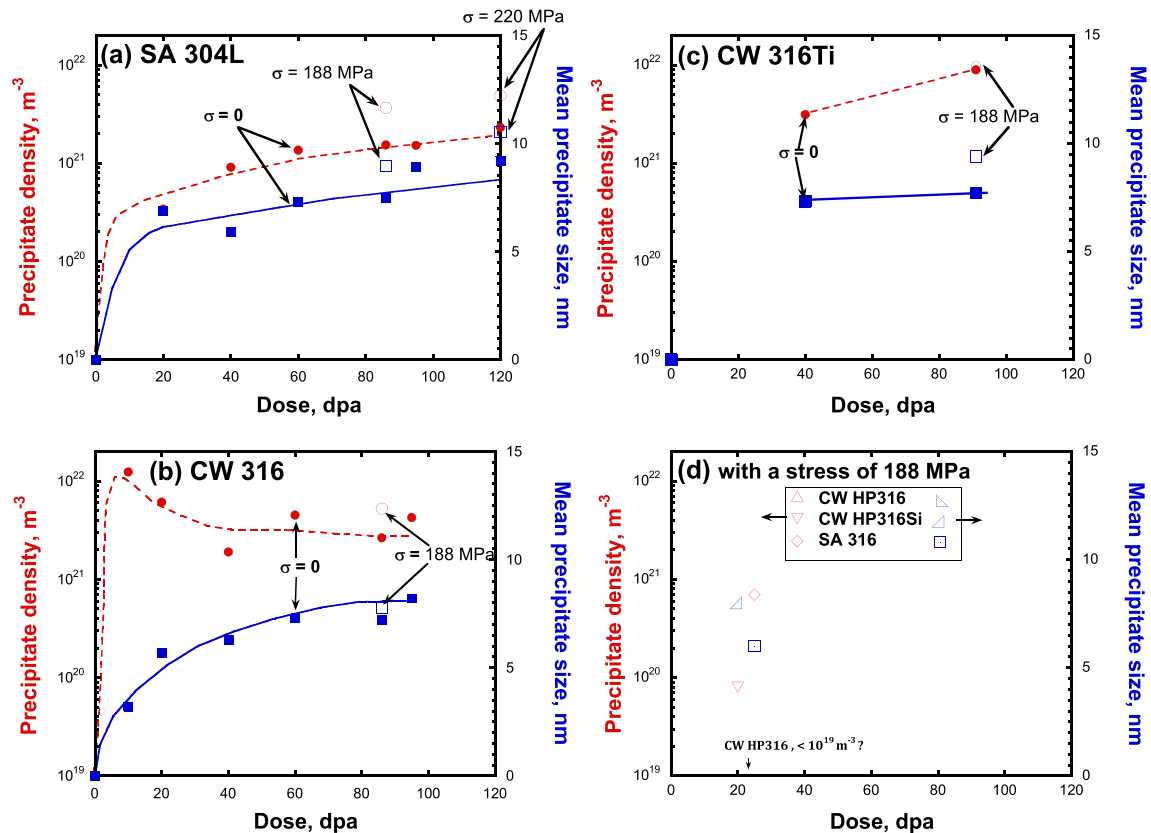 σ = 220 MPa
(a) SA 304L
σ = 188 MPa
σ = 0
Precipitate density, m⁻³
10²²
10²¹
10²⁰
10¹⁹
Mean precipitate size, nm
15
10
5
0
0 20 40 60 80 100 120
Dose, dpa
(c) CW 316Ti
σ = 188 MPa
σ = 0
Precipitate density, m⁻³
10²²
10²¹
10²⁰
10¹⁹
Mean precipitate size, nm
15
10
5
0
0 20 40 60 80 100 120
Dose, dpa
(b) CW 316
σ = 188 MPa
σ = 0
Precipitate density, m⁻³
10²²
10²¹
10²⁰
10¹⁹
Mean precipitate size, nm
15
10
5
0
0 20 40 60 80 100 120
Dose, dpa
(d) with a stress of 188 MPa
CW HP316
CW HP316Si
SA 316
CW HP316 , < 10¹⁹ m⁻³ ?
Precipitate density, m⁻³
10²²
10²¹
10²⁰
10¹⁹
Mean precipitate size, nm
15
10
5
0
0 20 40 60 80 100 120
Dose, dpa